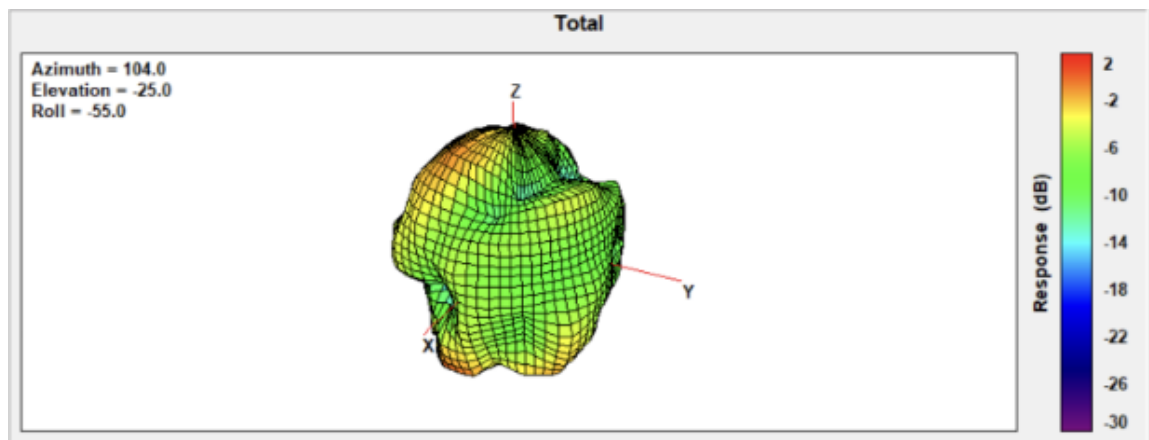 Total
Azimuth = 104.0
Elevation = -25.0
Roll = -55.0
Z
Y
X
Response (dB)
2
-2
-6
-10
-14
-18
-22
-26
-30